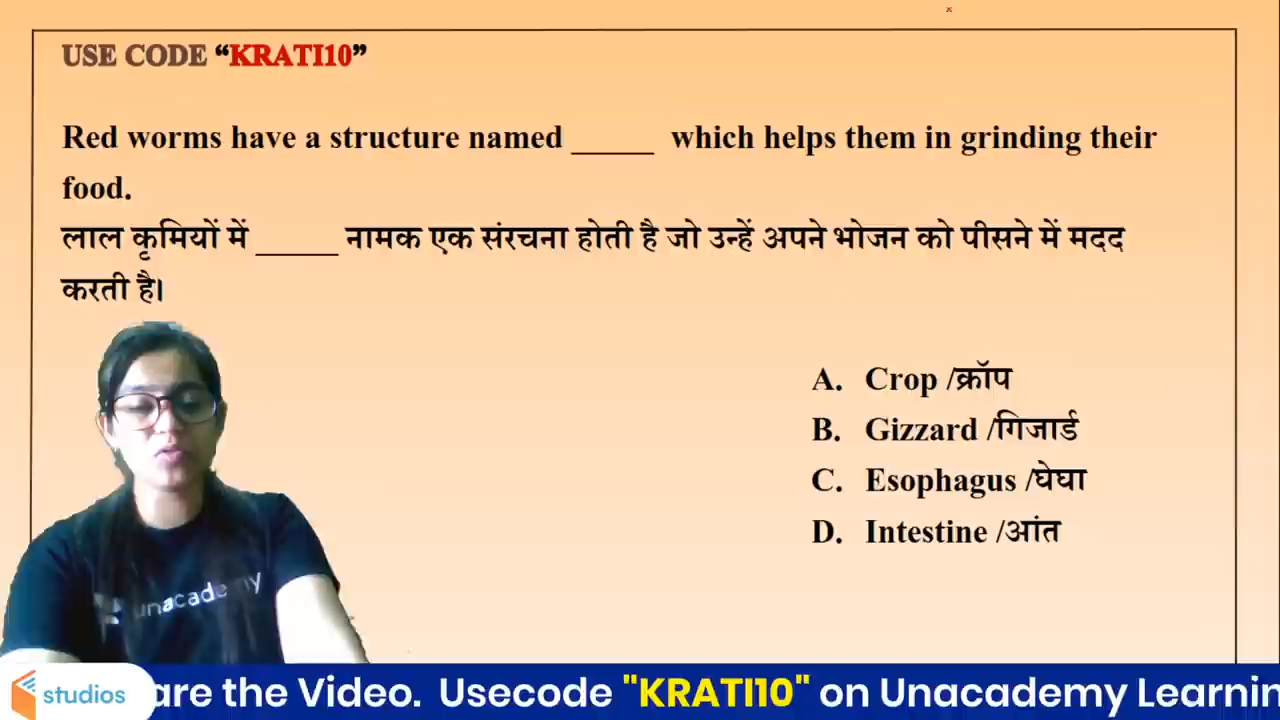 USE CODE “KRATI10”
Red worms have a structure named _____ which helps them in grinding their
food.
लाल कृमियों में _____ नामक एक संरचना होती है जो उन्हें अपने भोजन को पीसने में मदद
करती है।
A. Crop /क्रॉप
B. Gizzard /गिजार्ड
C. Esophagus /घेघा
D. Intestine /आंत
unacademy
studios
are the Video. Usecode "KRATI10" on Unacademy Learnin